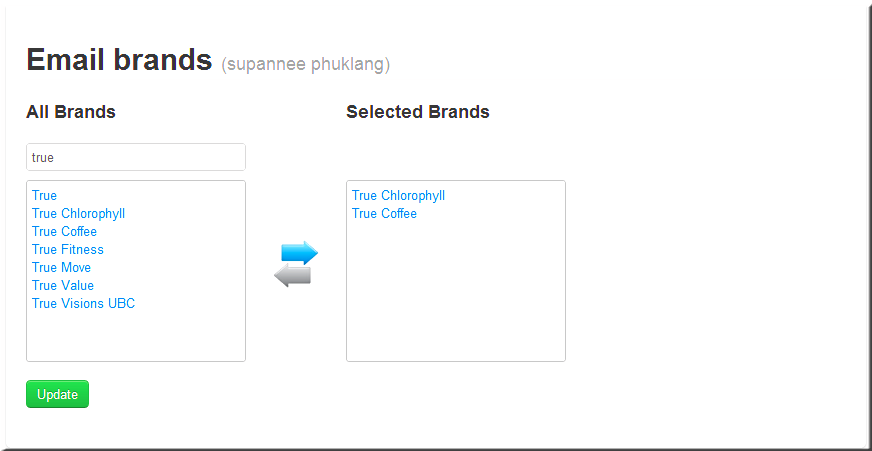 Email brands (supannee phuklang)
All Brands
Selected Brands
true
True
True Chlorophyll
True Coffee
True Fitness
True Move
True Value
True Visions UBC
True Chlorophyll
True Coffee
Update